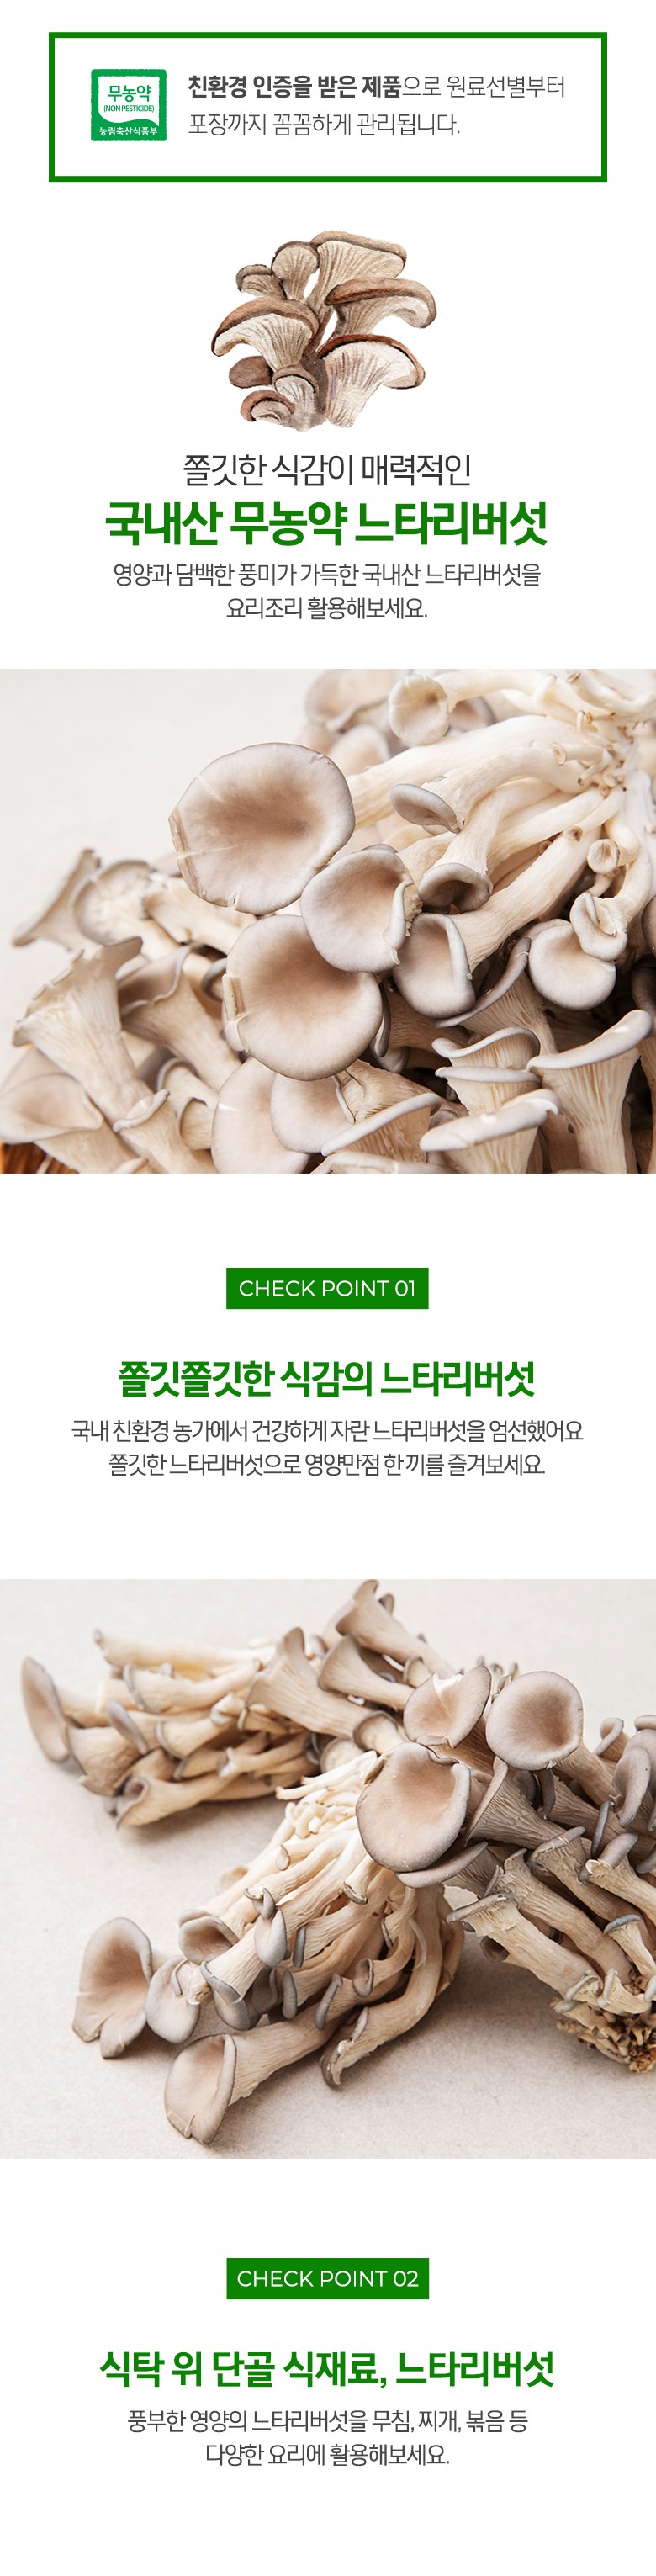 무농약
(NON PESTICIDE)
농림축산식품부
친환경 인증을 받은 제품으로 원료선별부터
포장까지 꼼꼼하게 관리됩니다.
쫄깃한 식감이 매력적인
국내산 무농약 느타리버섯
영양과 담백한 풍미가 가득한 국내산 느타리버섯을
요리조리 활용해보세요.
CHECK POINT 01
쫄깃쫄깃한 식감의 느타리버섯
국내 친환경 농가에서 건강하게 자란 느타리버섯을 엄선했어요
쫄깃한 느타리버섯으로 영양만점 한 끼를 즐겨보세요.
CHECK POINT 02
식탁 위 단골 식재료, 느타리버섯
풍부한 영양의 느타리버섯을 무침, 찌개, 볶음 등
다양한 요리에 활용해보세요.